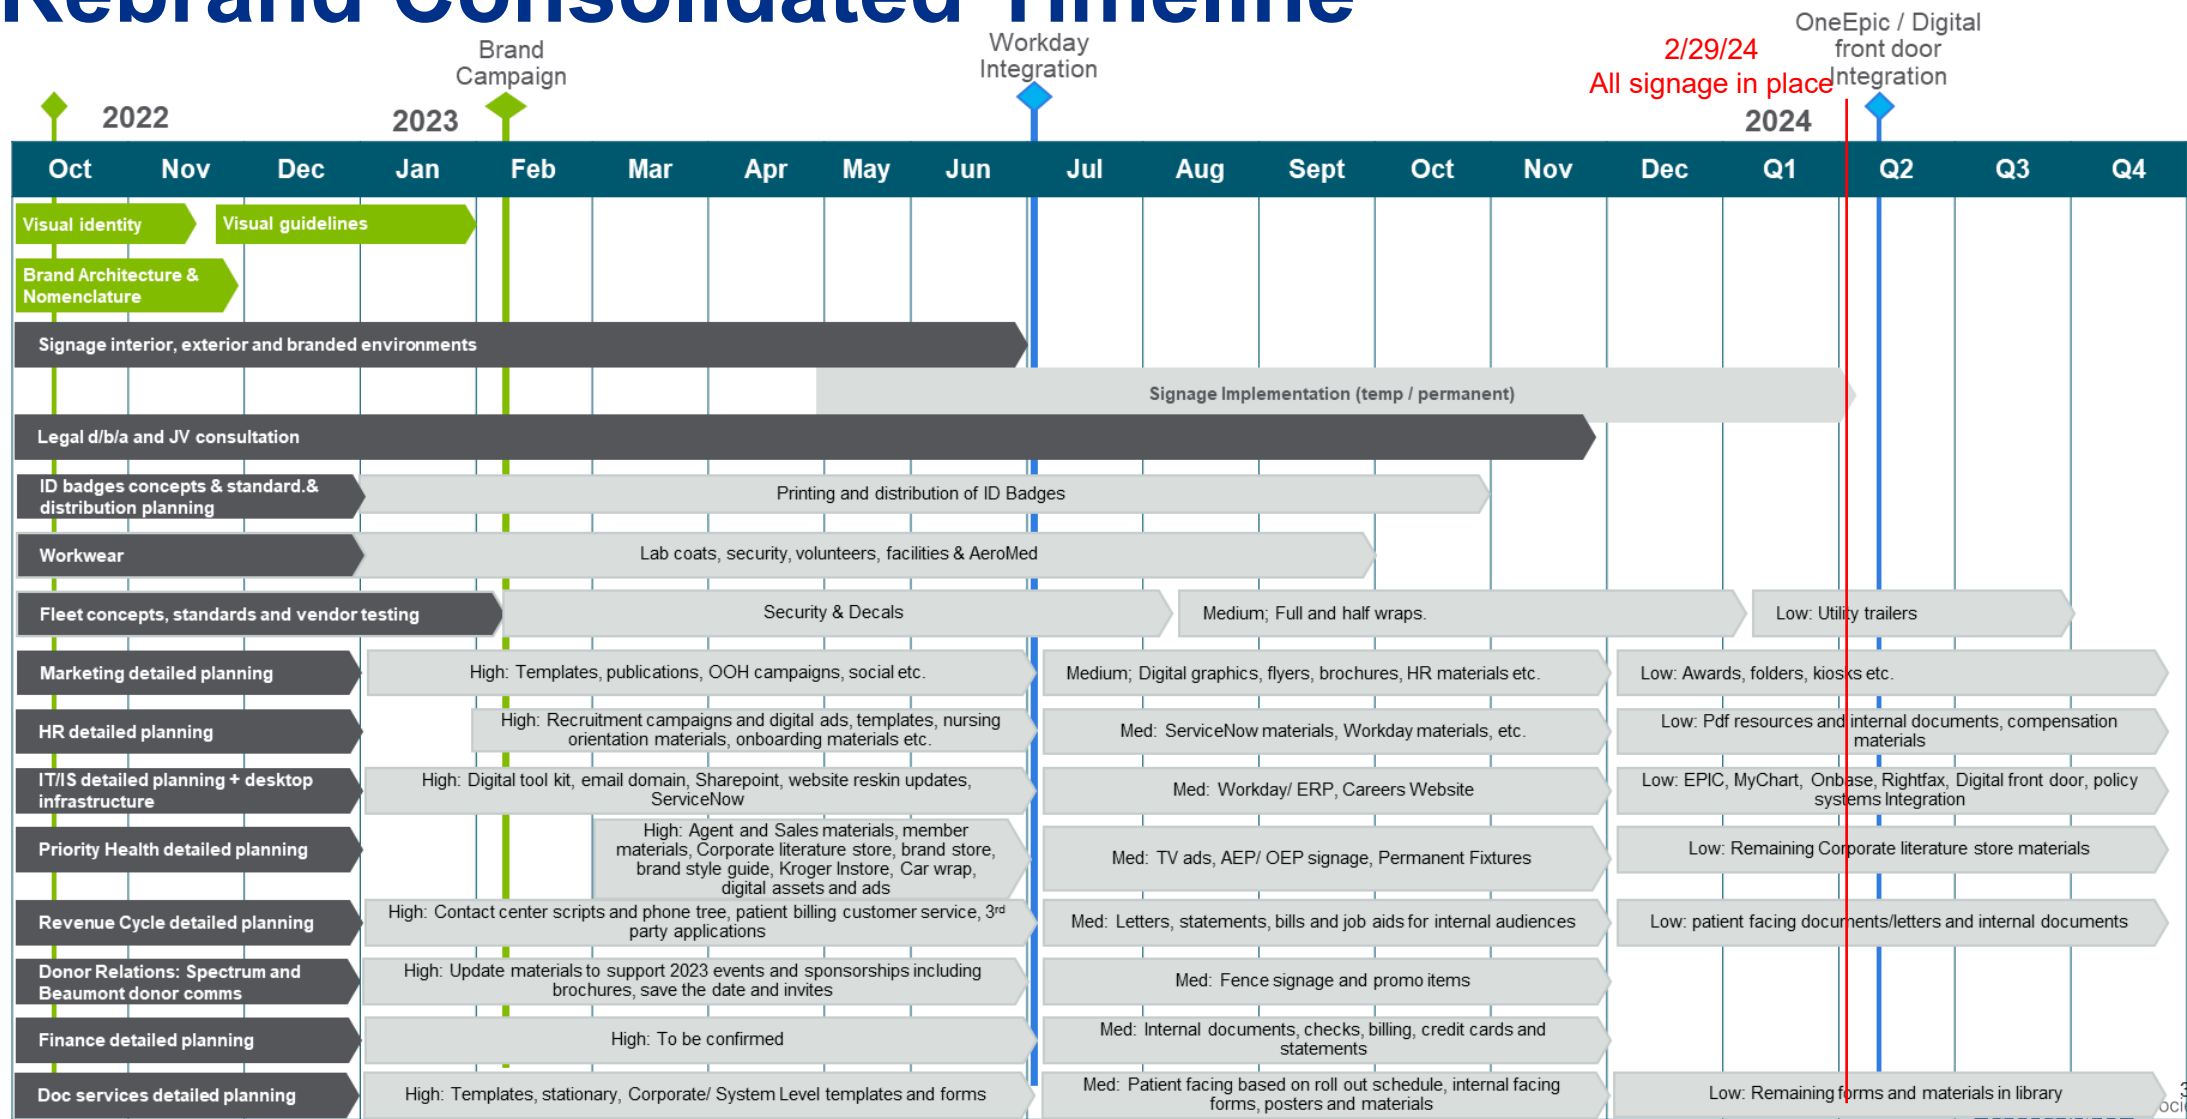 Rebrand Consolidated Timeline
Brand
Campaign
Workday
Integration
2/29/24
All signage in place
OneEpic / Digital
front door
Integration
2022
2023
2024
Oct Nov Dec Jan Feb Mar Apr May Jun Jul Aug Sept Oct Nov Dec Q1 Q2 Q3 Q4
Visual identity
Visual guidelines
Brand Architecture &
Nomenclature
Signage interior, exterior and branded environments
Signage Implementation (temp / permanent)
Legal d/b/a and JV consultation
ID badges concepts & standard.&
distribution planning
Printing and distribution of ID Badges
Workwear
Lab coats, security, volunteers, facilities & AeroMed
Fleet concepts, standards and vendor testing
Security & Decals
Medium; Full and half wraps.
Low: Utility trailers
Marketing detailed planning
High: Templates, publications, OOH campaigns, social etc.
Medium; Digital graphics, flyers, brochures, HR materials etc.
Low: Awards, folders, kiosks etc.
HR detailed planning
High: Recruitment campaigns and digital ads, templates, nursing
orientation materials, onboarding materials etc.
Med: ServiceNow materials, Workday materials, etc.
Low: Pdf resources and internal documents, compensation
materials
IT/IS detailed planning + desktop
infrastructure
High: Digital tool kit, email domain, Sharepoint, website reskin updates,
ServiceNow
Med: Workday/ ERP, Careers Website
Low: EPIC, MyChart, Onbase, Rightfax, Digital front door, policy
systems Integration
Priority Health detailed planning
High: Agent and Sales materials, member
materials, Corporate literature store, brand store,
brand style guide, Kroger Instore, Car wrap,
digital assets and ads
Med: TV ads, AEP/ OEP signage, Permanent Fixtures
Low: Remaining Corporate literature store materials
Revenue Cycle detailed planning
High: Contact center scripts and phone tree, patient billing customer service, 3rd
party applications
Med: Letters, statements, bills and job aids for internal audiences
Low: patient facing documents/letters and internal documents
Donor Relations: Spectrum and
Beaumont donor comms
High: Update materials to support 2023 events and sponsorships including
brochures, save the date and invites
Med: Fence signage and promo items
Finance detailed planning
High: To be confirmed
Med: Internal documents, checks, billing, credit cards and
statements
Doc services detailed planning
High: Templates, stationary, Corporate/ System Level templates and forms
Med: Patient facing based on roll out schedule, internal facing
forms, posters and materials
Low: Remaining forms and materials in library